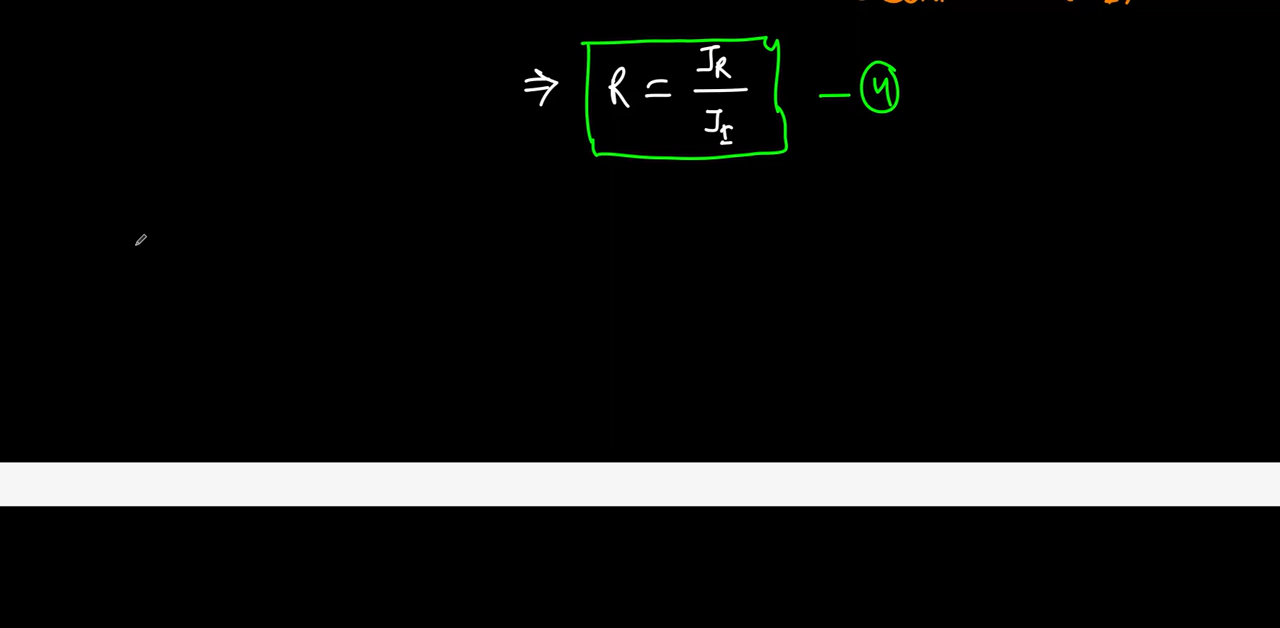 ⇒ R = J_R / J_I — ④